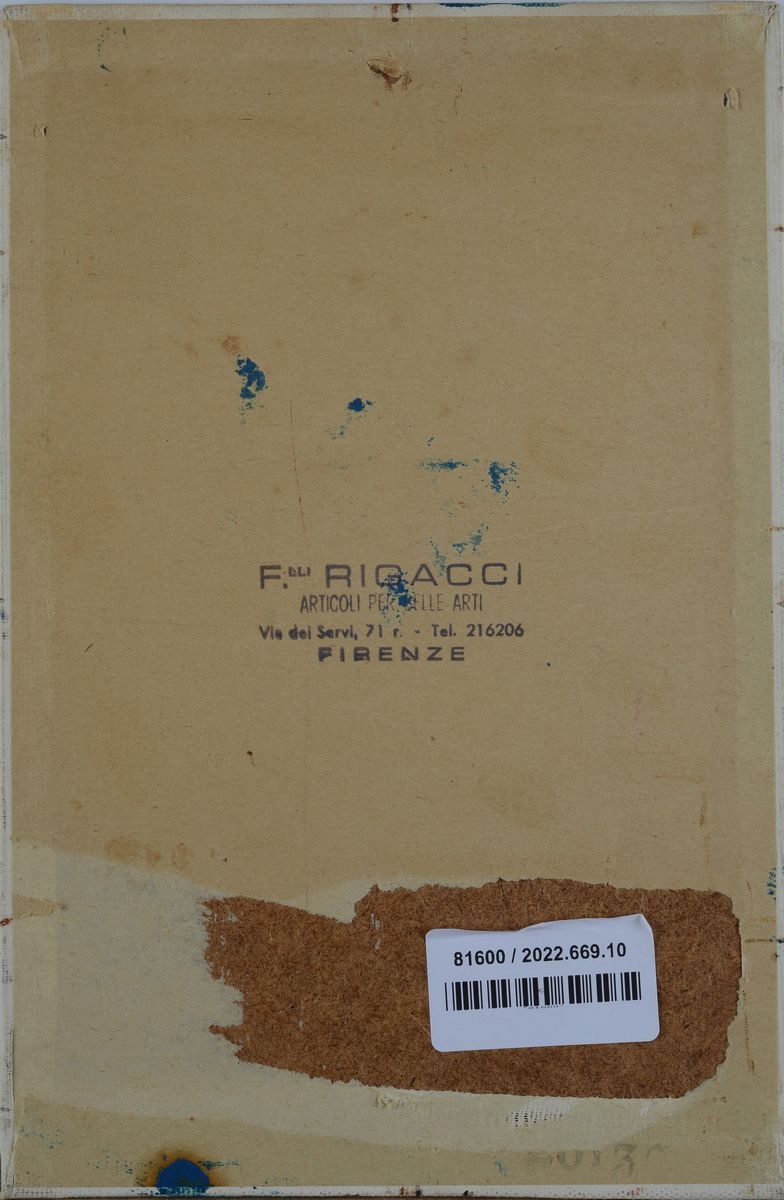 F.LLI RIGACCI
ARTICOLI PER BELLE ARTI
Via dei Servi, 71 r. - Tel. 216206
FIRENZE
81600 / 2022.669.10